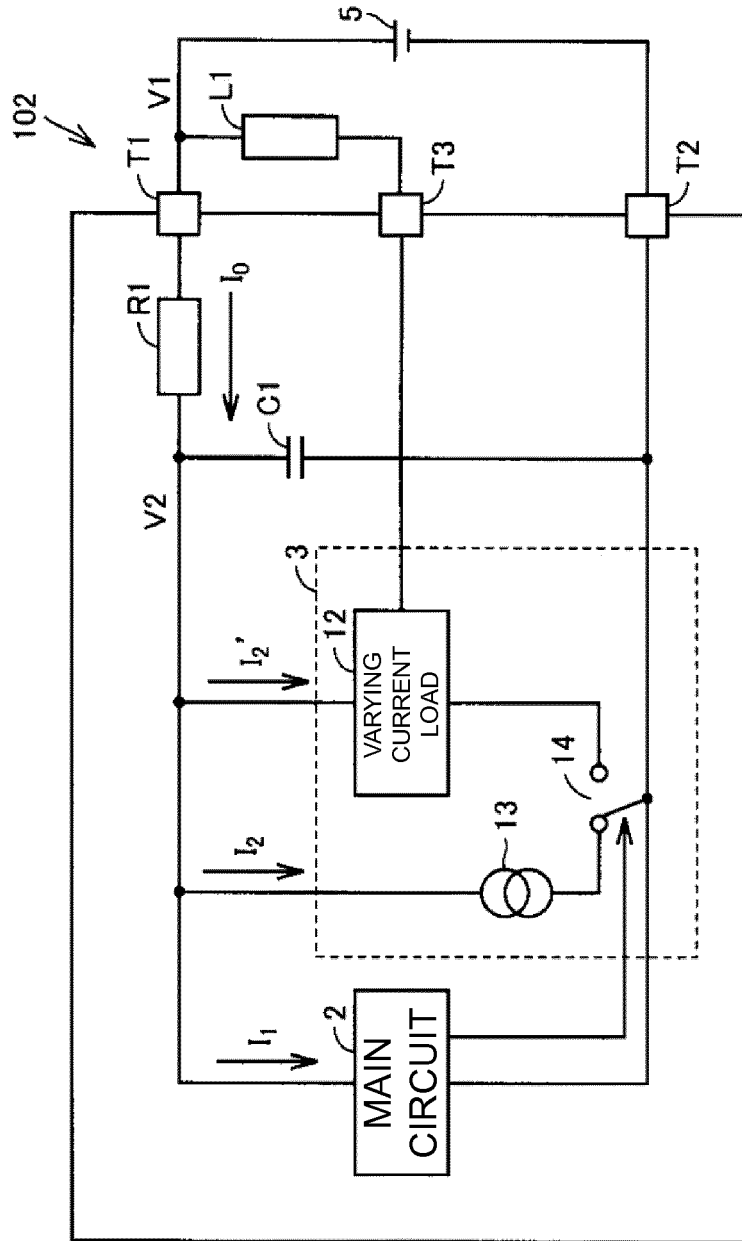 102
5
V1
L1
T1
T3
T2
R1
I₀
C1
V2
3
I₂'
12
VARYING
CURRENT
LOAD
14
I₂
13
I₁
2
MAIN
CIRCUIT